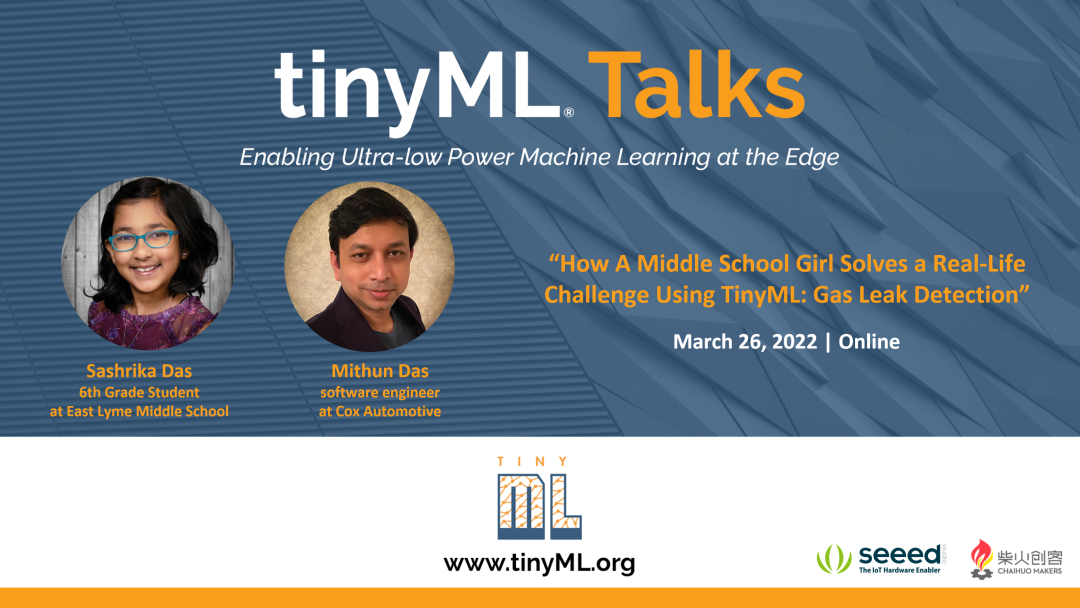 tinyML® Talks
Enabling Ultra-low Power Machine Learning at the Edge
“How A Middle School Girl Solves a Real-Life
Challenge Using TinyML: Gas Leak Detection”
March 26, 2022 | Online
Sashrika Das
6th Grade Student
at East Lyme Middle School
Mithun Das
software engineer
at Cox Automotive
TINY
ML
www.tinyML.org
seeed studio
The IoT Hardware Enabler
柴火创客
CHAIHUO MAKERS